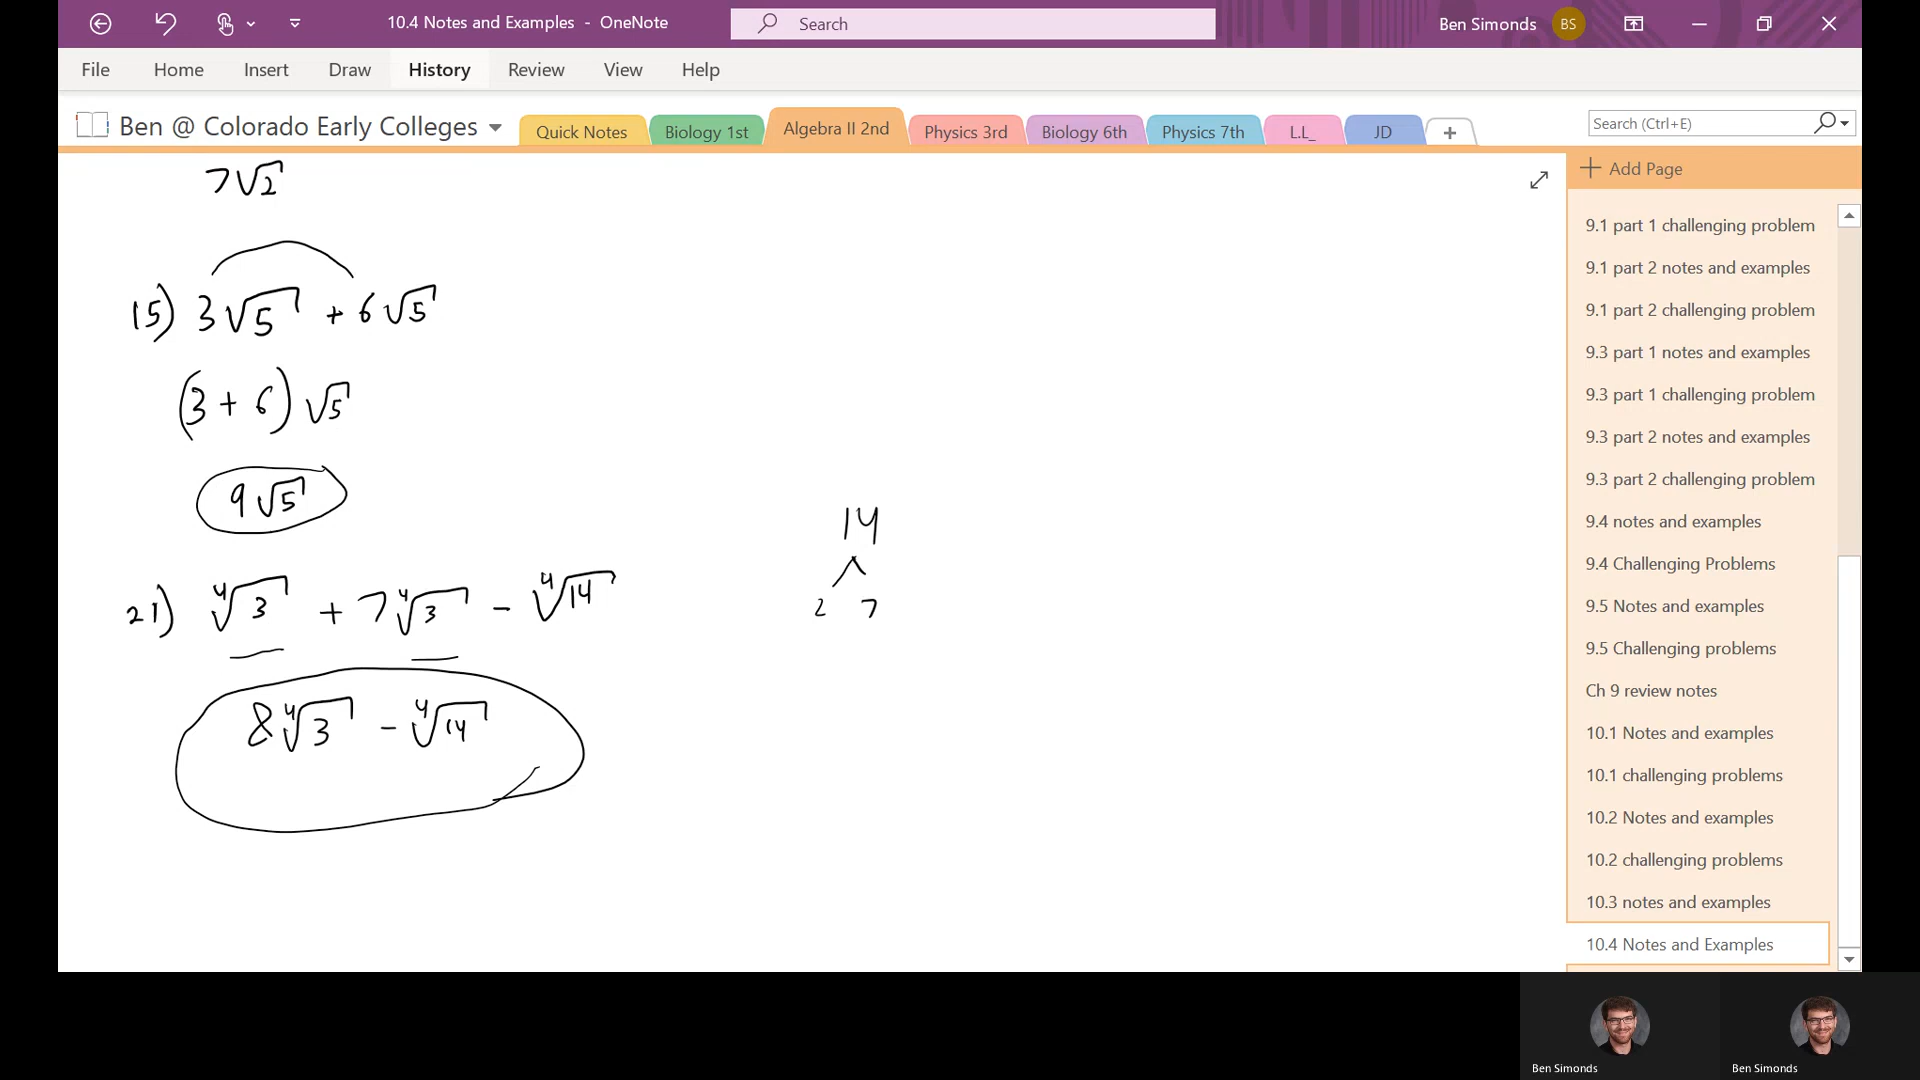 10.4 Notes and Examples - OneNote
Search
Ben Simonds BS
File Home Insert Draw History Review View Help
Ben @ Colorado Early Colleges
Quick Notes Biology 1st Algebra II 2nd Physics 3rd Biology 6th Physics 7th L.L_ JD +
Search (Ctrl+E)
Add Page
9.1 part 1 challenging problem
9.1 part 2 notes and examples
9.1 part 2 challenging problem
9.3 part 1 notes and examples
9.3 part 1 challenging problem
9.3 part 2 notes and examples
9.3 part 2 challenging problem
9.4 notes and examples
9.4 Challenging Problems
9.5 Notes and examples
9.5 Challenging problems
Ch 9 review notes
10.1 Notes and examples
10.1 challenging problems
10.2 Notes and examples
10.2 challenging problems
10.3 notes and examples
10.4 Notes and Examples
7√2
15) 3√5 + 6√5
(3 + 6)√5
9√5
21) ⁴√3 + 7⁴√3 - ⁴√14
8⁴√3 - ⁴√14
14
2 7
Ben Simonds
Ben Simonds